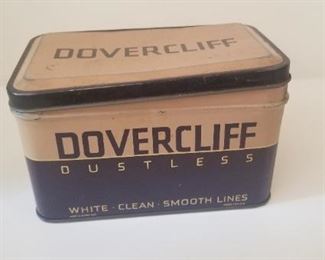 DOVERCLIFF
DOVERCLIFF
DUSTLESS
WHITE · CLEAN · SMOOTH LINES